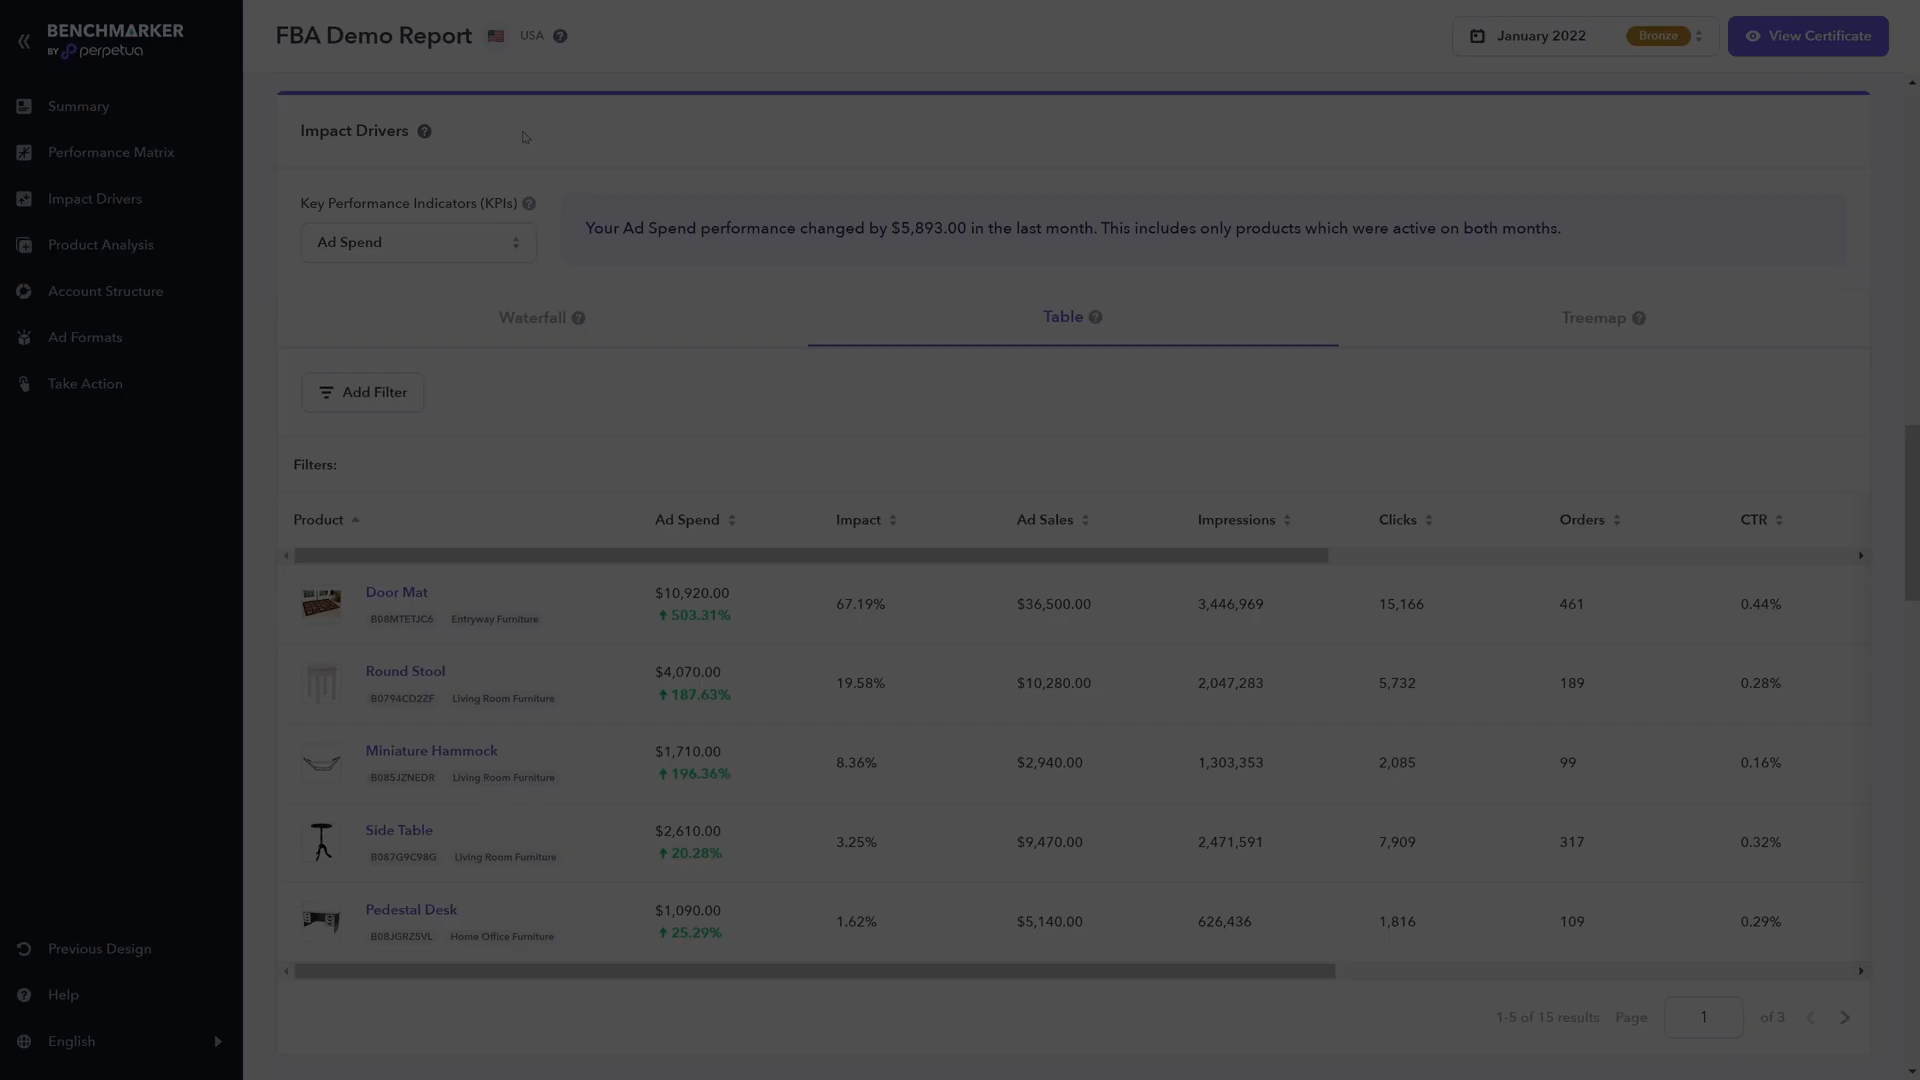 BENCHMARKER
BY perpetua
Summary
Performance Matrix
Impact Drivers
Product Analysis
Account Structure
Ad Formats
Take Action
Previous Design
Help
English
FBA Demo Report USA
January 2022 Bronze View Certificate
Impact Drivers
Key Performance Indicators (KPIs)
Ad Spend
Your Ad Spend performance changed by $5,893.00 in the last month. This includes only products which were active on both months.
Waterfall Table Treemap
Add Filter
Filters:
Product Ad Spend Impact Ad Sales Impressions Clicks Orders CTR
Door Mat $10,920.00 67.19% $36,500.00 3,446,969 15,166 461 0.44%
B08MTETJC6 Entryway Furniture 503.31%
Round Stool $4,070.00 19.58% $10,280.00 2,047,283 5,732 189 0.28%
B0794CD2ZF Living Room Furniture 187.63%
Miniature Hammock $1,710.00 8.36% $2,940.00 1,303,353 2,085 99 0.16%
B085JZNEDR Living Room Furniture 196.36%
Side Table $2,610.00 3.25% $9,470.00 2,471,591 7,909 317 0.32%
B087G9C98G Living Room Furniture 20.28%
Pedestal Desk $1,090.00 1.62% $5,140.00 626,436 1,816 109 0.29%
B08JGRZ5VL Home Office Furniture 25.29%
1-5 of 15 results Page 1 of 3